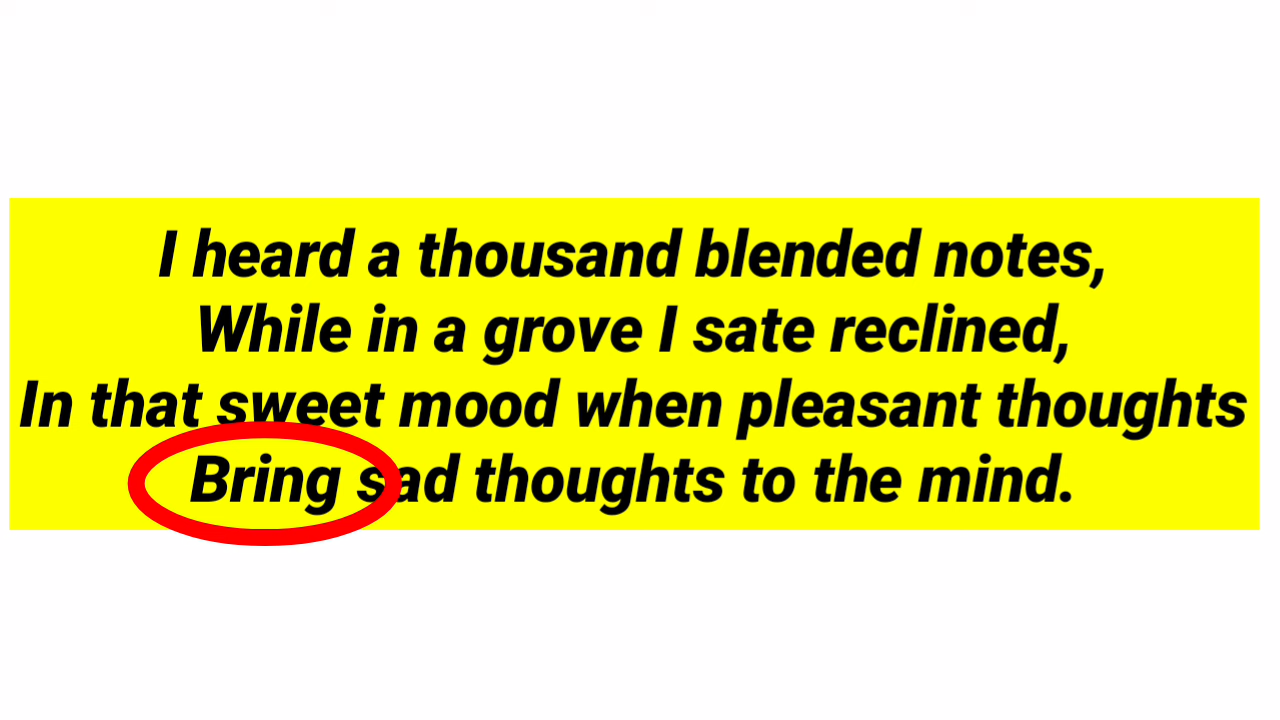 I heard a thousand blended notes,
While in a grove I sate reclined,
In that sweet mood when pleasant thoughts
Bring sad thoughts to the mind.